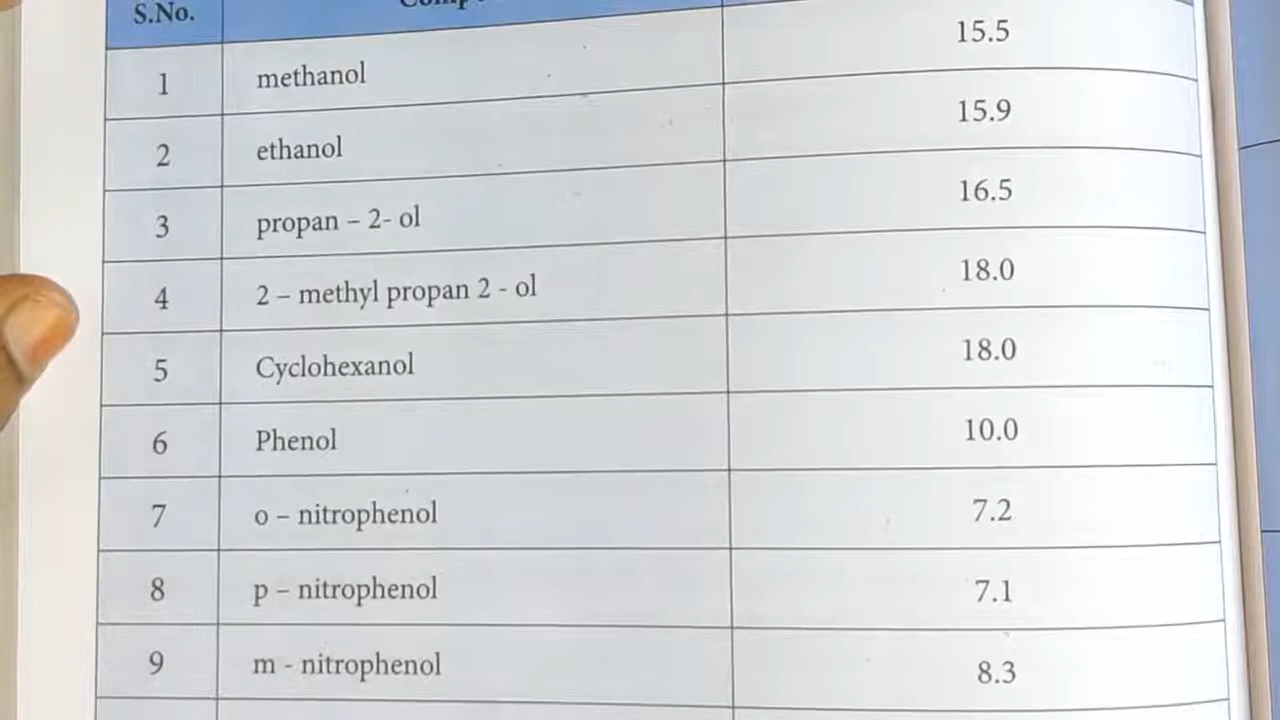 S.No.
1 methanol 15.5
2 ethanol 15.9
3 propan – 2- ol 16.5
4 2 – methyl propan 2 - ol 18.0
5 Cyclohexanol 18.0
6 Phenol 10.0
7 o – nitrophenol 7.2
8 p – nitrophenol 7.1
9 m - nitrophenol 8.3